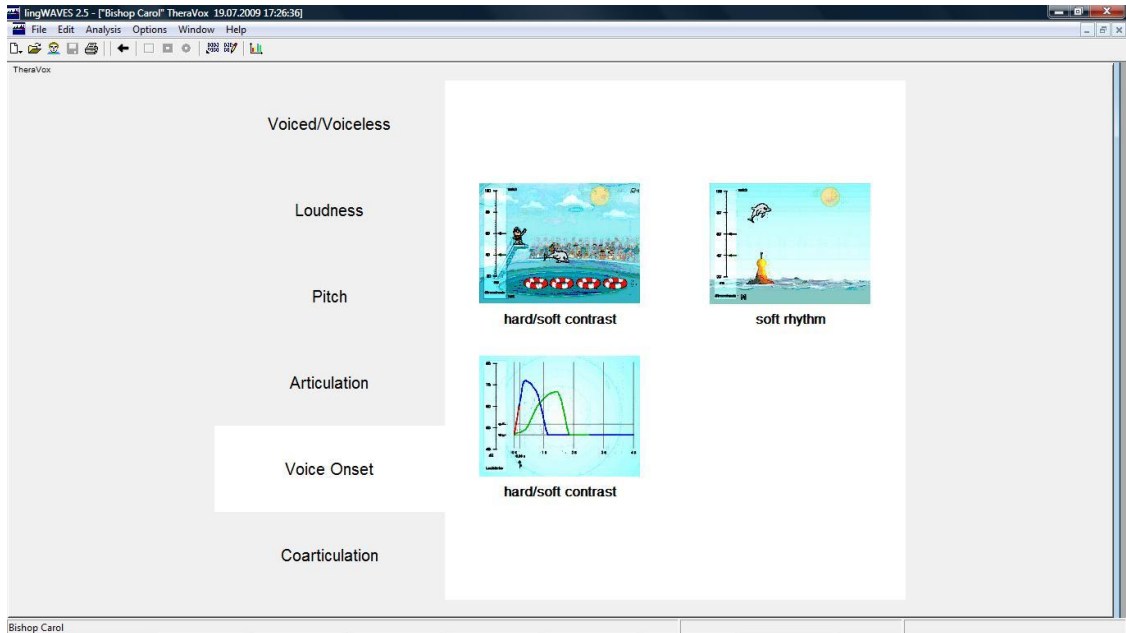 lingWAVES 2.5 - ["Bishop Carol" TheraVox 19.07.2009 17:26:36]
File Edit Analysis Options Window Help
TheraVox
Voiced/Voiceless
Loudness
Pitch
Articulation
Voice Onset
Coarticulation
hard/soft contrast
soft rhythm
hard/soft contrast
Bishop Carol